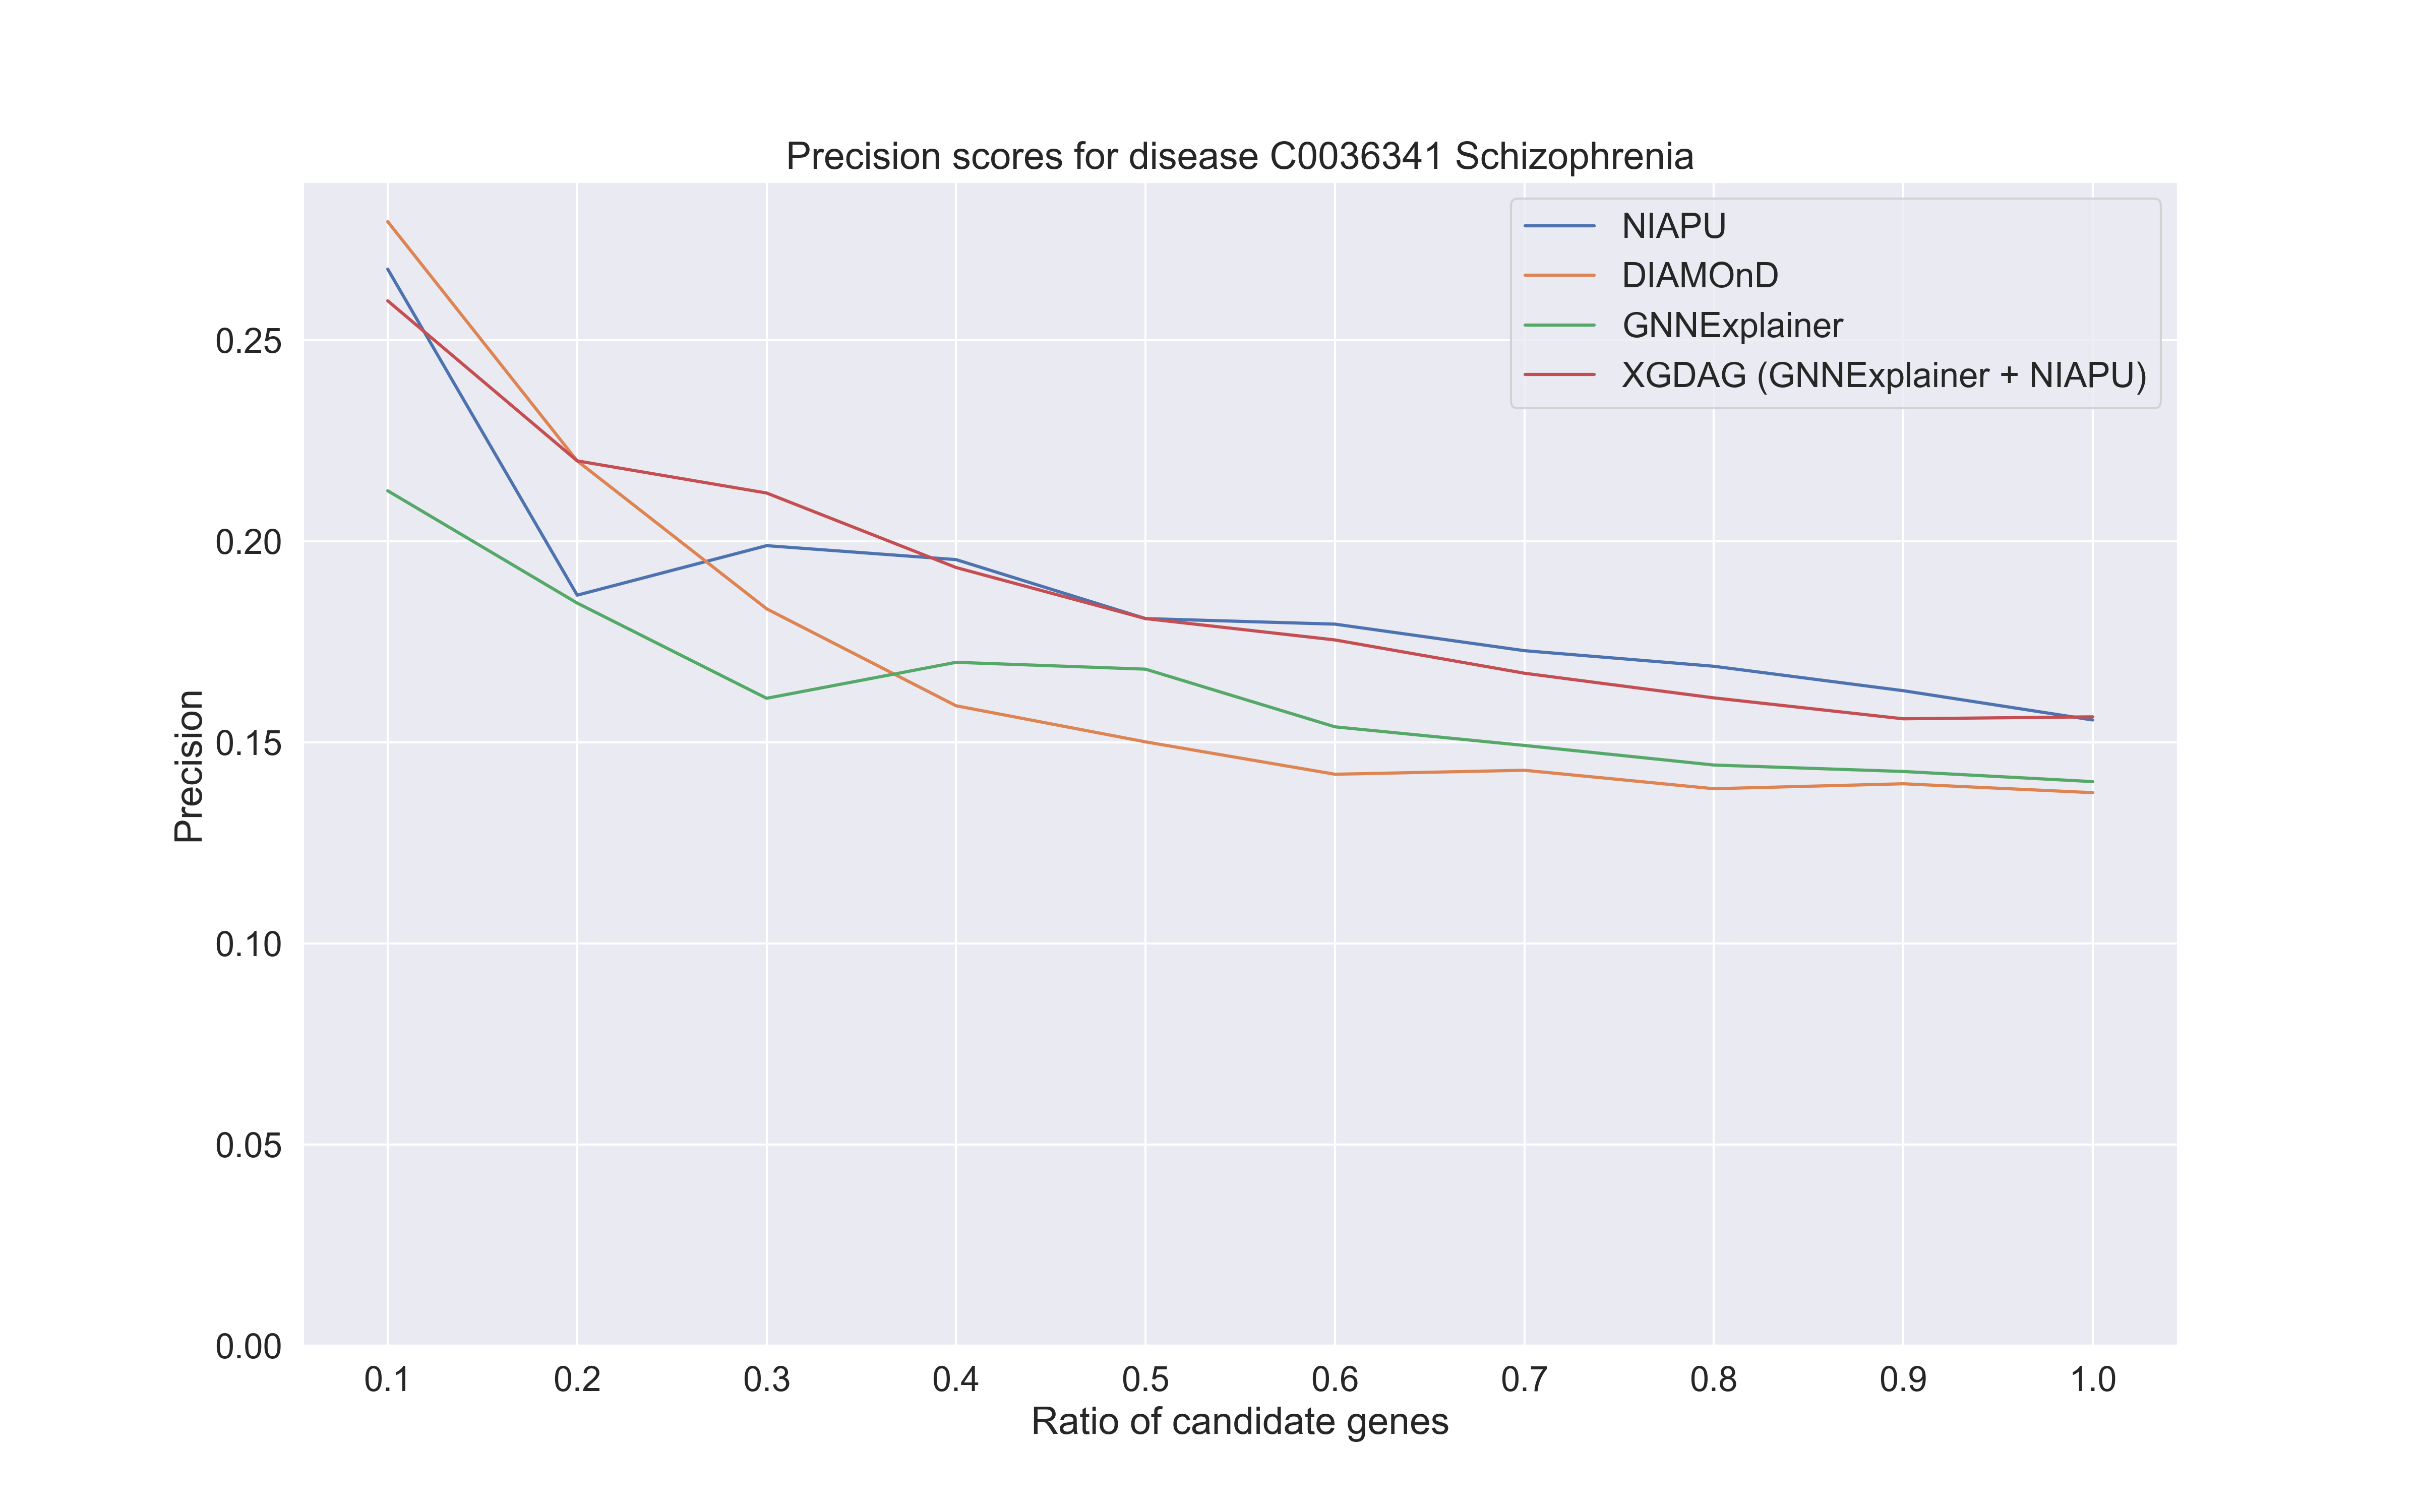 Precision scores for disease C0036341 Schizophrenia
NIAPU
DIAMOnD
GNNExplainer
XGDAG (GNNExplainer + NIAPU)
Precision
0.25
0.20
0.15
0.10
0.05
0.00
0.1 0.2 0.3 0.4 0.5 0.6 0.7 0.8 0.9 1.0
Ratio of candidate genes